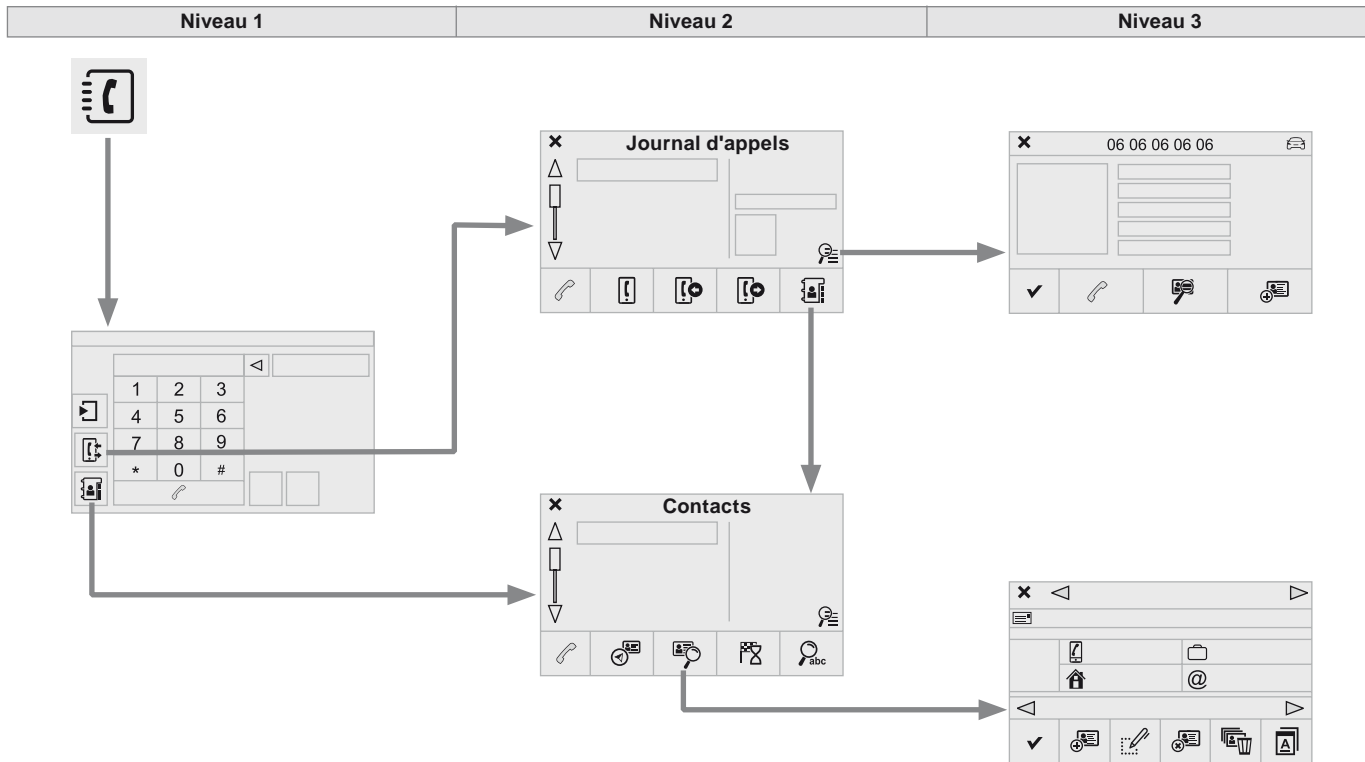 Niveau 1
Niveau 2
Niveau 3
Journal d'appels
06 06 06 06 06
1 2 3
4 5 6
7 8 9
* 0 #
Contacts
abc
@
A